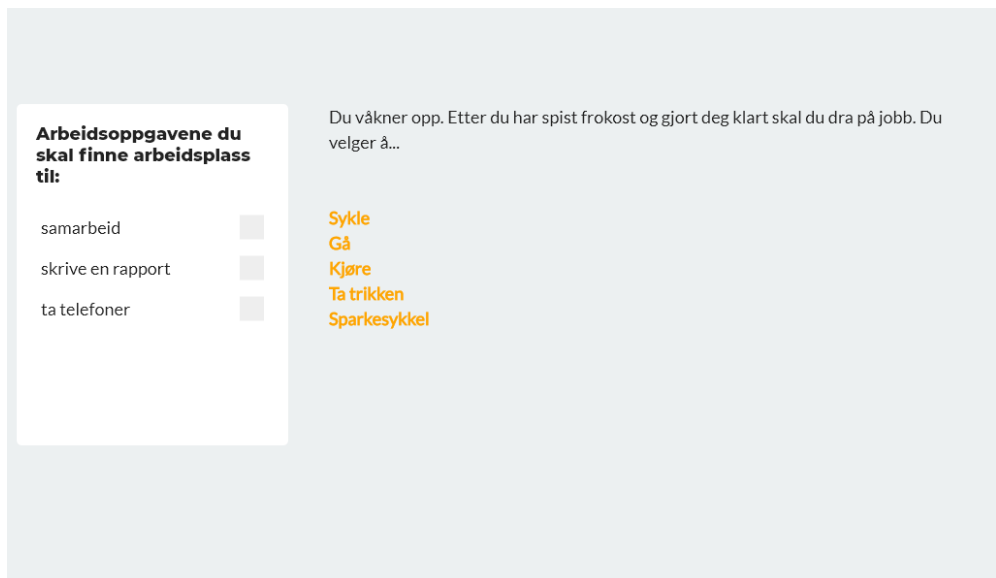 Arbeidsoppgavene du
skal finne arbeidsplass
til:
samarbeid
skrive en rapport
ta telefoner
Du våkner opp. Etter du har spist frokost og gjort deg klart skal du dra på jobb. Du
velger å...
Sykle
Gå
Kjøre
Ta trikken
Sparkesykkel